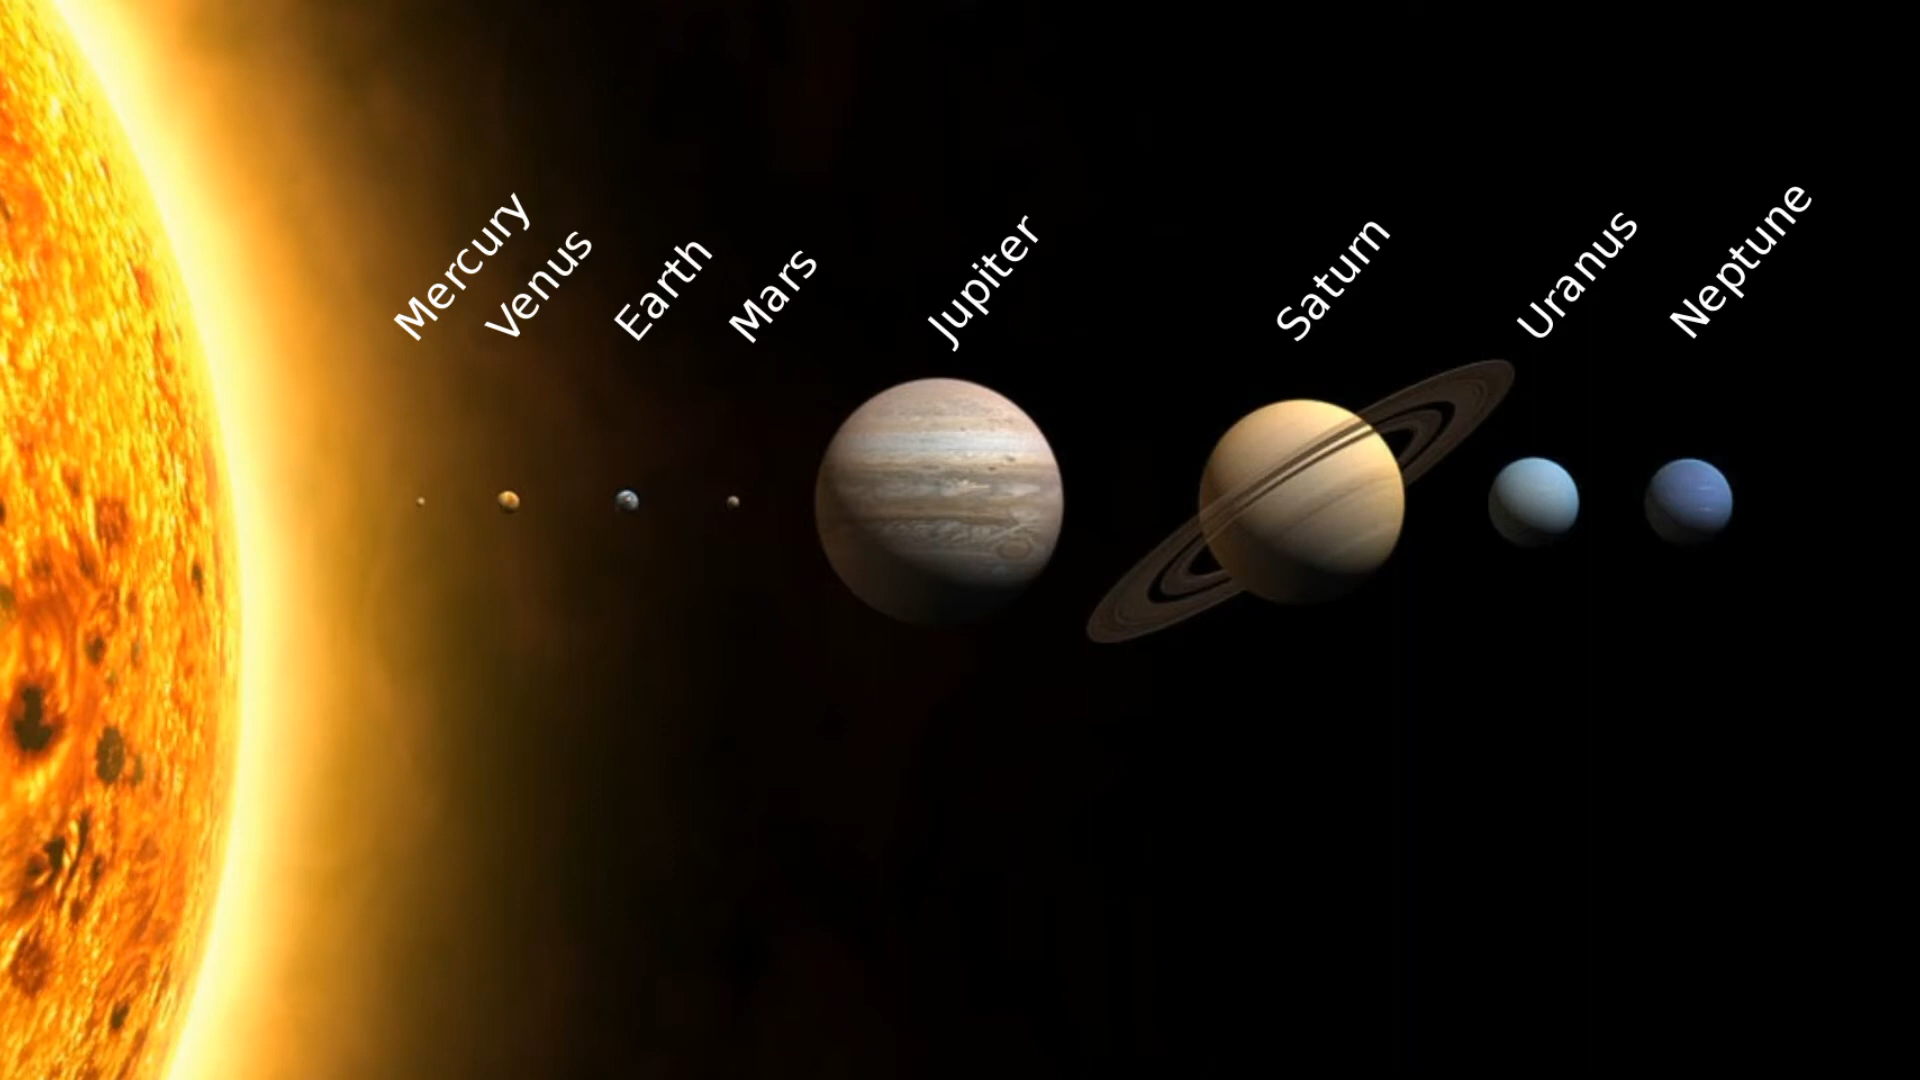 Mercury
Venus
Earth
Mars
Jupiter
Saturn
Uranus
Neptune